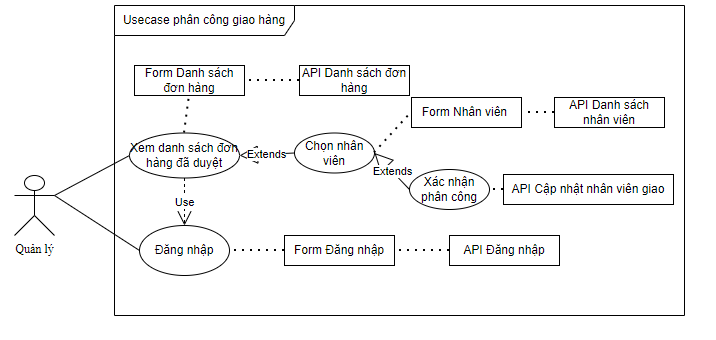 Usecase phân công giao hàng
Form Danh sách
đơn hàng
API Danh sách đơn
hàng
Form Nhân viên
API Danh sách
nhân viên
Xem danh sách đơn
hàng đã duyệt
Extends
Chọn nhân
viên
Extends
Xác nhận
phân công
API Cập nhật nhân viên giao
Use
Quản lý
Đăng nhập
Form Đăng nhập
API Đăng nhập